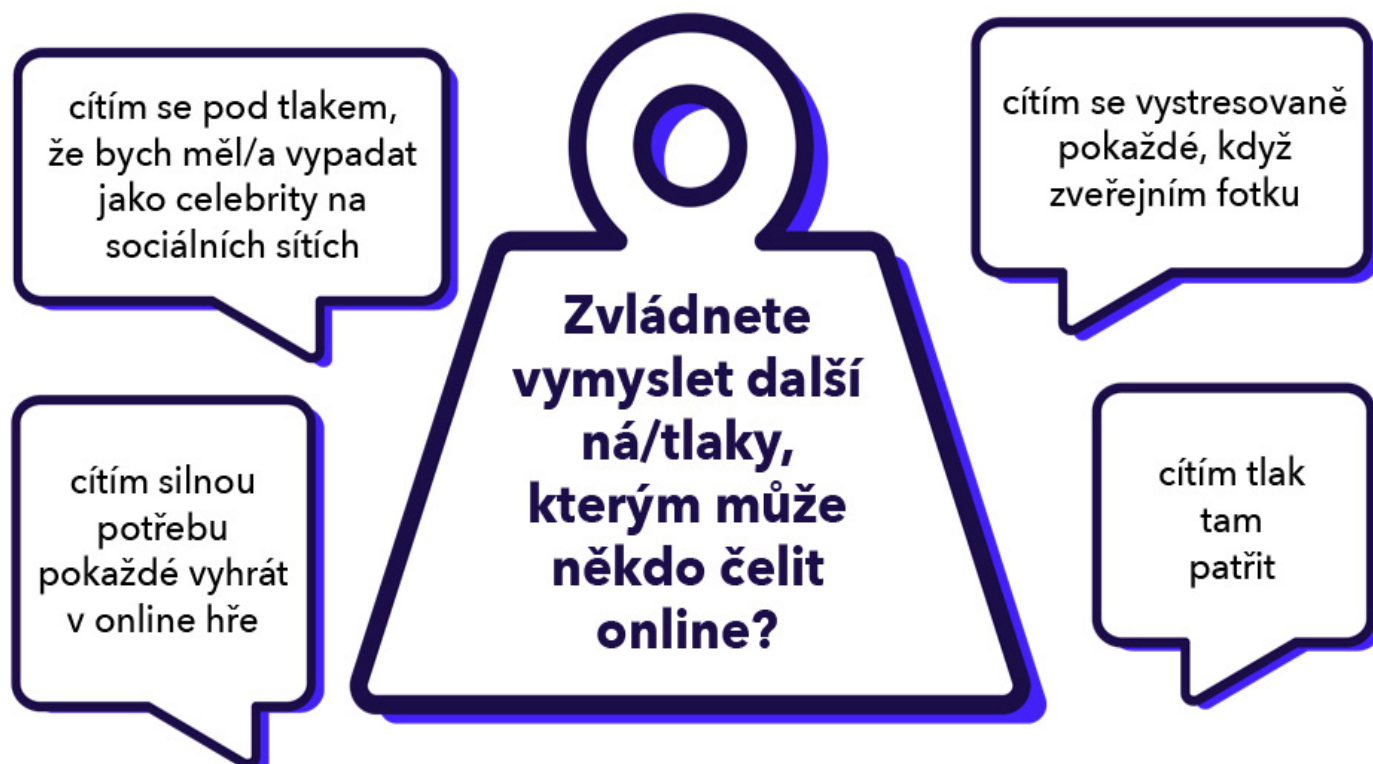 cítím se pod tlakem,
že bych měl/a vypadat
jako celebrity na
sociálních sítích
cítím se vystresovaně
pokaždé, když
zveřejním fotku
Zvládnete
vymyslet další
ná/tlaky,
kterým může
někdo čelit
online?
cítím silnou
potřebu
pokaždé vyhrát
v online hře
cítím tlak
tam
patřit